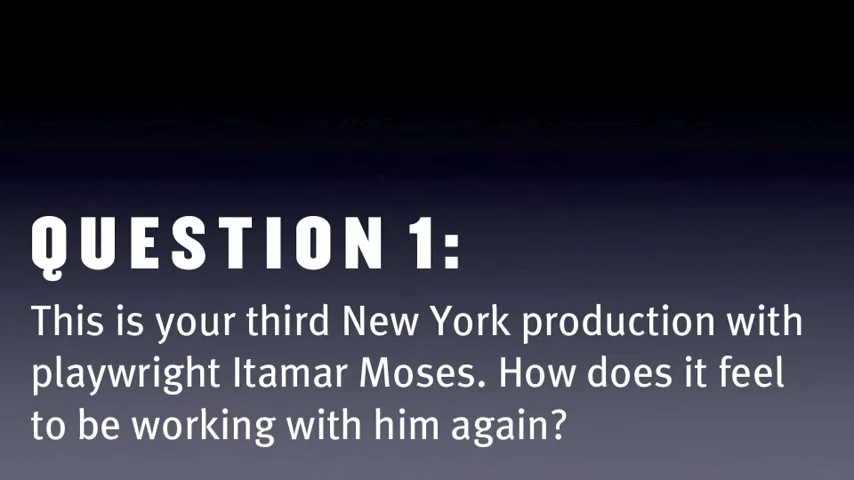 QUESTION 1:
This is your third New York production with
playwright Itamar Moses. How does it feel
to be working with him again?